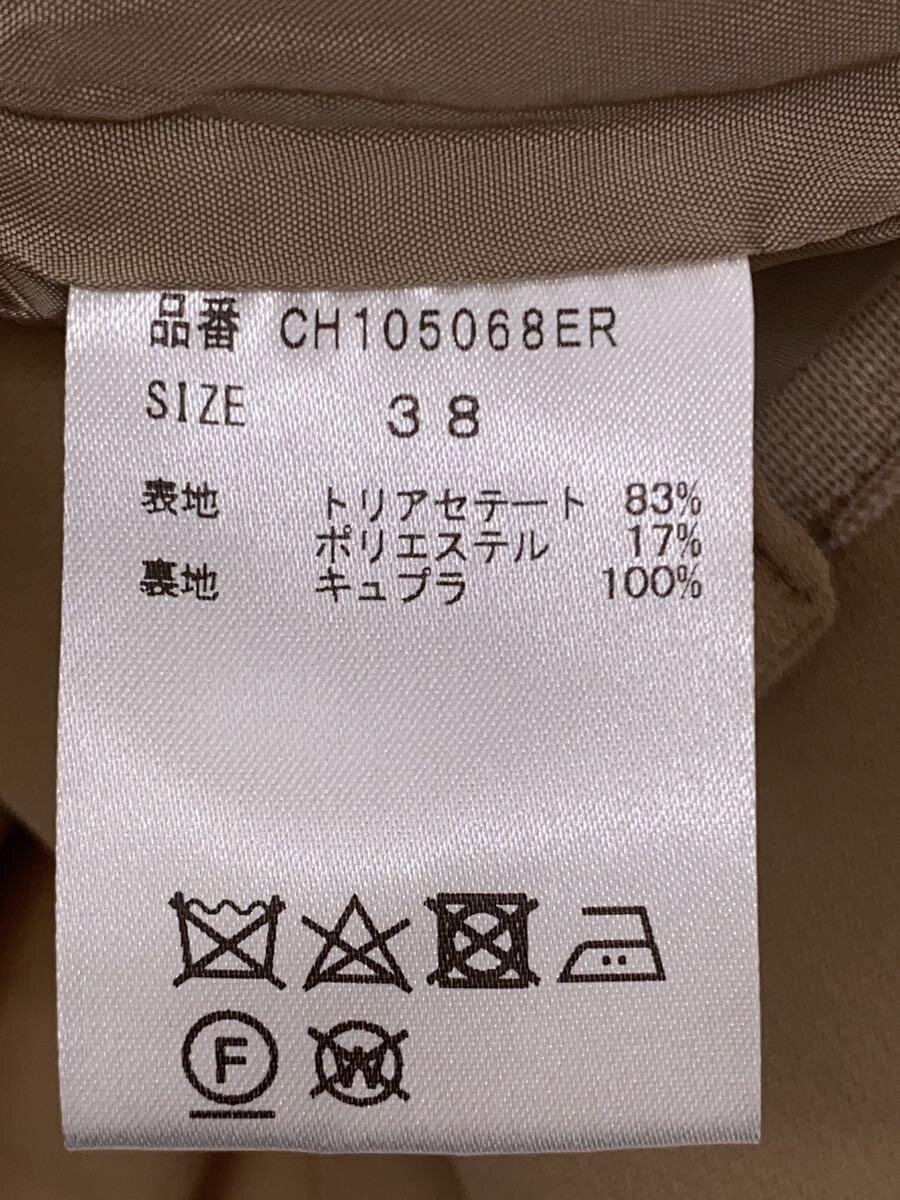 品番 CH105068ER
SIZE 38
表地 トリアセテート 83%
ポリエステル 17%
裏地 キュプラ 100%
F W